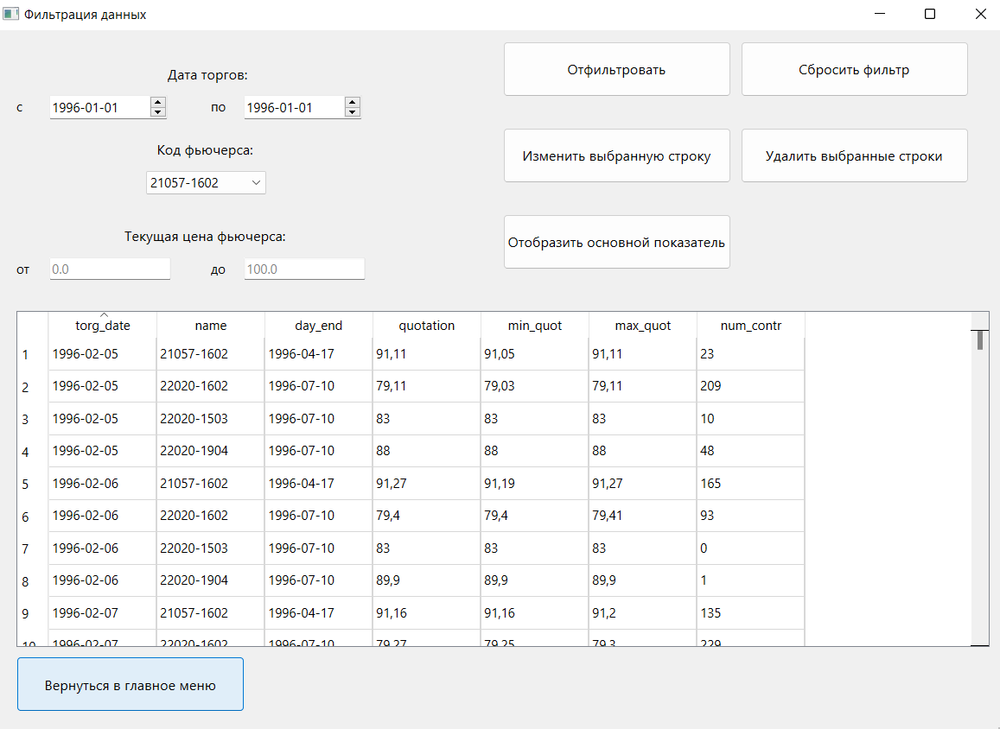 Фильтрация данных
Дата торгов:
с 1996-01-01 по 1996-01-01
Код фьючерса:
21057-1602
Текущая цена фьючерса:
от 0.0 до 100.0
Отфильтровать Сбросить фильтр
Изменить выбранную строку Удалить выбранные строки
Отобразить основной показатель
torg_date name day_end quotation min_quot max_quot num_contr
1 1996-02-05 21057-1602 1996-04-17 91,11 91,05 91,11 23
2 1996-02-05 22020-1602 1996-07-10 79,11 79,03 79,11 209
3 1996-02-05 22020-1503 1996-07-10 83 83 83 10
4 1996-02-05 22020-1904 1996-07-10 88 88 88 48
5 1996-02-06 21057-1602 1996-04-17 91,27 91,19 91,27 165
6 1996-02-06 22020-1602 1996-07-10 79,4 79,4 79,41 93
7 1996-02-06 22020-1503 1996-07-10 83 83 83 0
8 1996-02-06 22020-1904 1996-07-10 89,9 89,9 89,9 1
9 1996-02-07 21057-1602 1996-04-17 91,16 91,16 91,2 135
10 1996-02-07 22020-1602 1996-07-10 79,27 79,25 79,3 229
Вернуться в главное меню